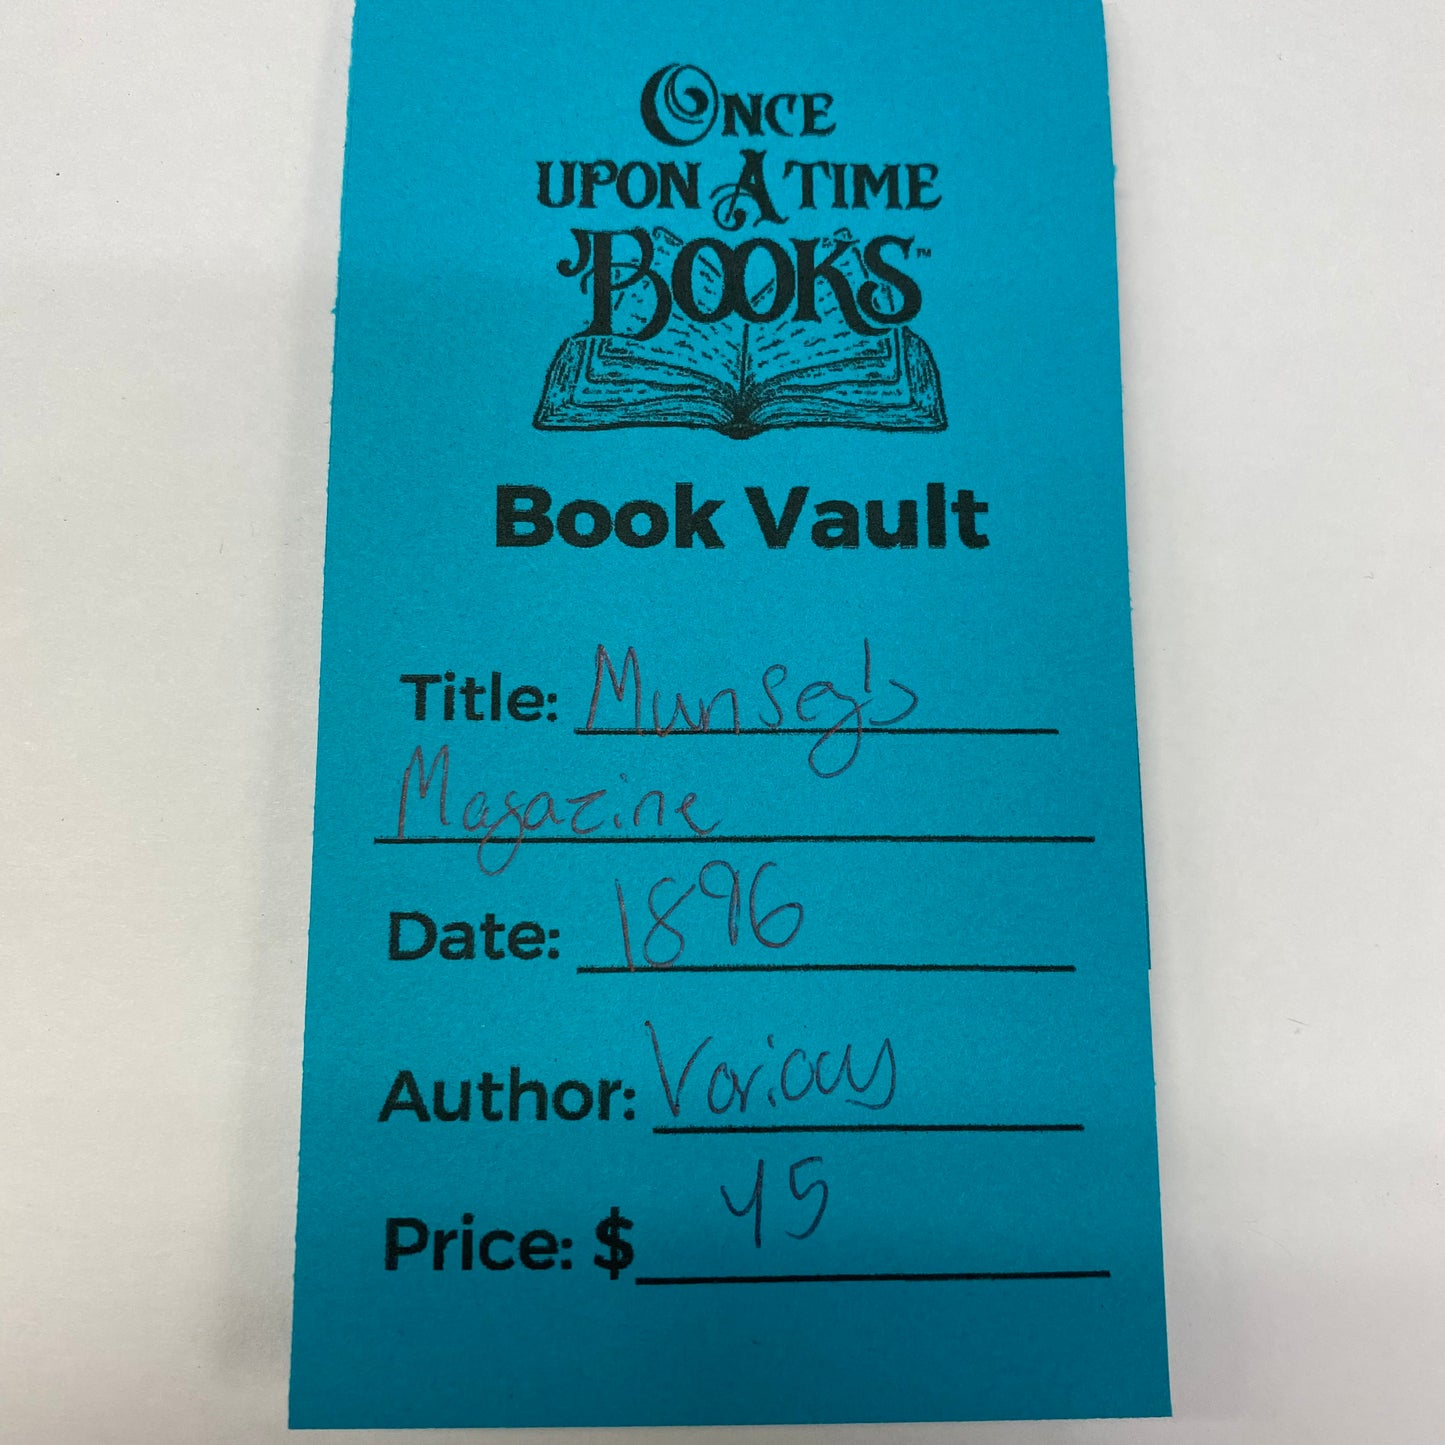 ONCE
UPON A TIME
BOOKS™
Book Vault
Title: Munsey's
Magazine
Date: 1896
Author: Various
Price: $ 45